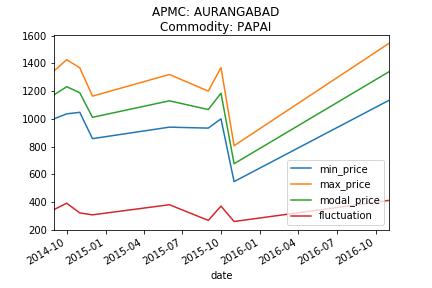 APMC: AURANGABAD
Commodity: PAPAI
1600
1400
1200
1000
800
600
400
200
min_price
max_price
modal_price
fluctuation
2014-10
2015-01
2015-04
2015-07
2015-10
2016-01
2016-04
2016-07
2016-10
date